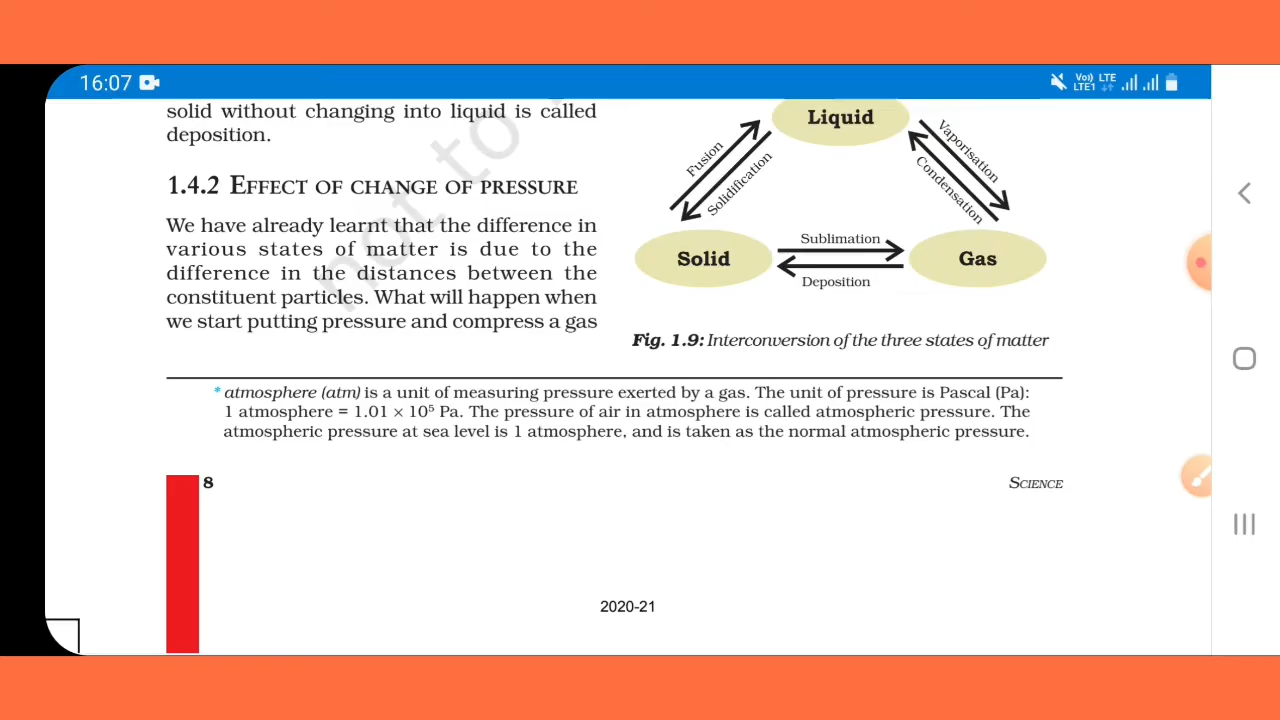 16:07
Vo)) LTE
LTE1
solid without changing into liquid is called
deposition.
1.4.2 EFFECT OF CHANGE OF PRESSURE
We have already learnt that the difference in
various states of matter is due to the
difference in the distances between the
constituent particles. What will happen when
we start putting pressure and compress a gas
not to
Liquid
Fusion
Solidification
Vaporisation
Condensation
Solid
Sublimation
Deposition
Gas
Fig. 1.9: Interconversion of the three states of matter
* atmosphere (atm) is a unit of measuring pressure exerted by a gas. The unit of pressure is Pascal (Pa):
1 atmosphere = 1.01 × 10⁵ Pa. The pressure of air in atmosphere is called atmospheric pressure. The
atmospheric pressure at sea level is 1 atmosphere, and is taken as the normal atmospheric pressure.
8
SCIENCE
2020-21